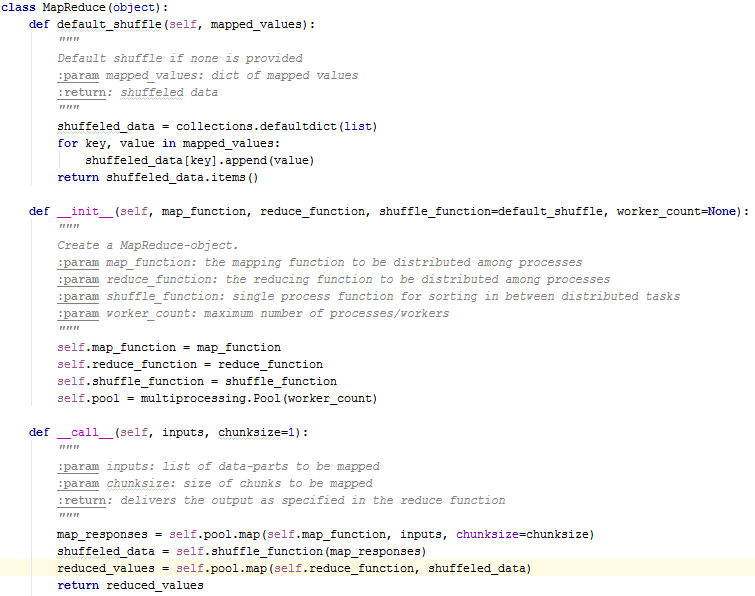 class MapReduce(object):
    def default_shuffle(self, mapped_values):
        """
        Default shuffle if none is provided
        :param mapped_values: dict of mapped values
        :return: shuffeled data
        """
        shuffeled_data = collections.defaultdict(list)
        for key, value in mapped_values:
            shuffeled_data[key].append(value)
        return shuffeled_data.items()

    def __init__(self, map_function, reduce_function, shuffle_function=default_shuffle, worker_count=None):
        """
        Create a MapReduce-object.
        :param map_function: the mapping function to be distributed among processes
        :param reduce_function: the reducing function to be distributed among processes
        :param shuffle_function: single process function for sorting in between distributed tasks
        :param worker_count: maximum number of processes/workers
        """
        self.map_function = map_function
        self.reduce_function = reduce_function
        self.shuffle_function = shuffle_function
        self.pool = multiprocessing.Pool(worker_count)

    def __call__(self, inputs, chunksize=1):
        """
        :param inputs: list of data-parts to be mapped
        :param chunksize: size of chunks to be mapped
        :return: delivers the output as specified in the reduce function
        """
        map_responses = self.pool.map(self.map_function, inputs, chunksize=chunksize)
        shuffeled_data = self.shuffle_function(map_responses)
        reduced_values = self.pool.map(self.reduce_function, shuffeled_data)
        return reduced_values